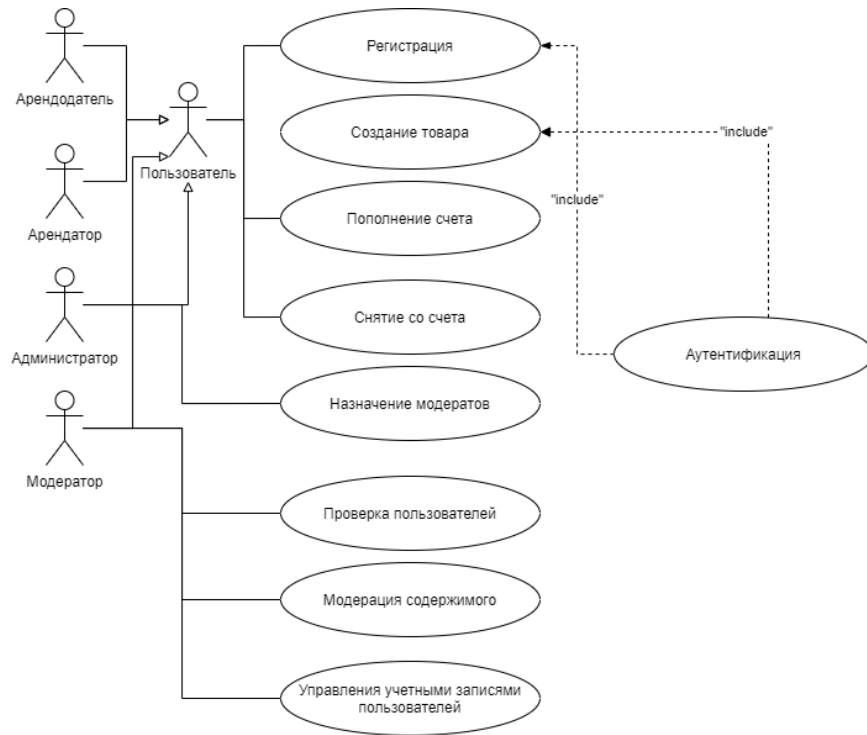 Арендодатель
Арендатор
Администратор
Модератор
Пользователь
Регистрация
Создание товара
Пополнение счета
Снятие со счета
Назначение модератов
Проверка пользователей
Модерация содержимого
Управления учетными записями
пользователей
"include"
"include"
Аутентификация